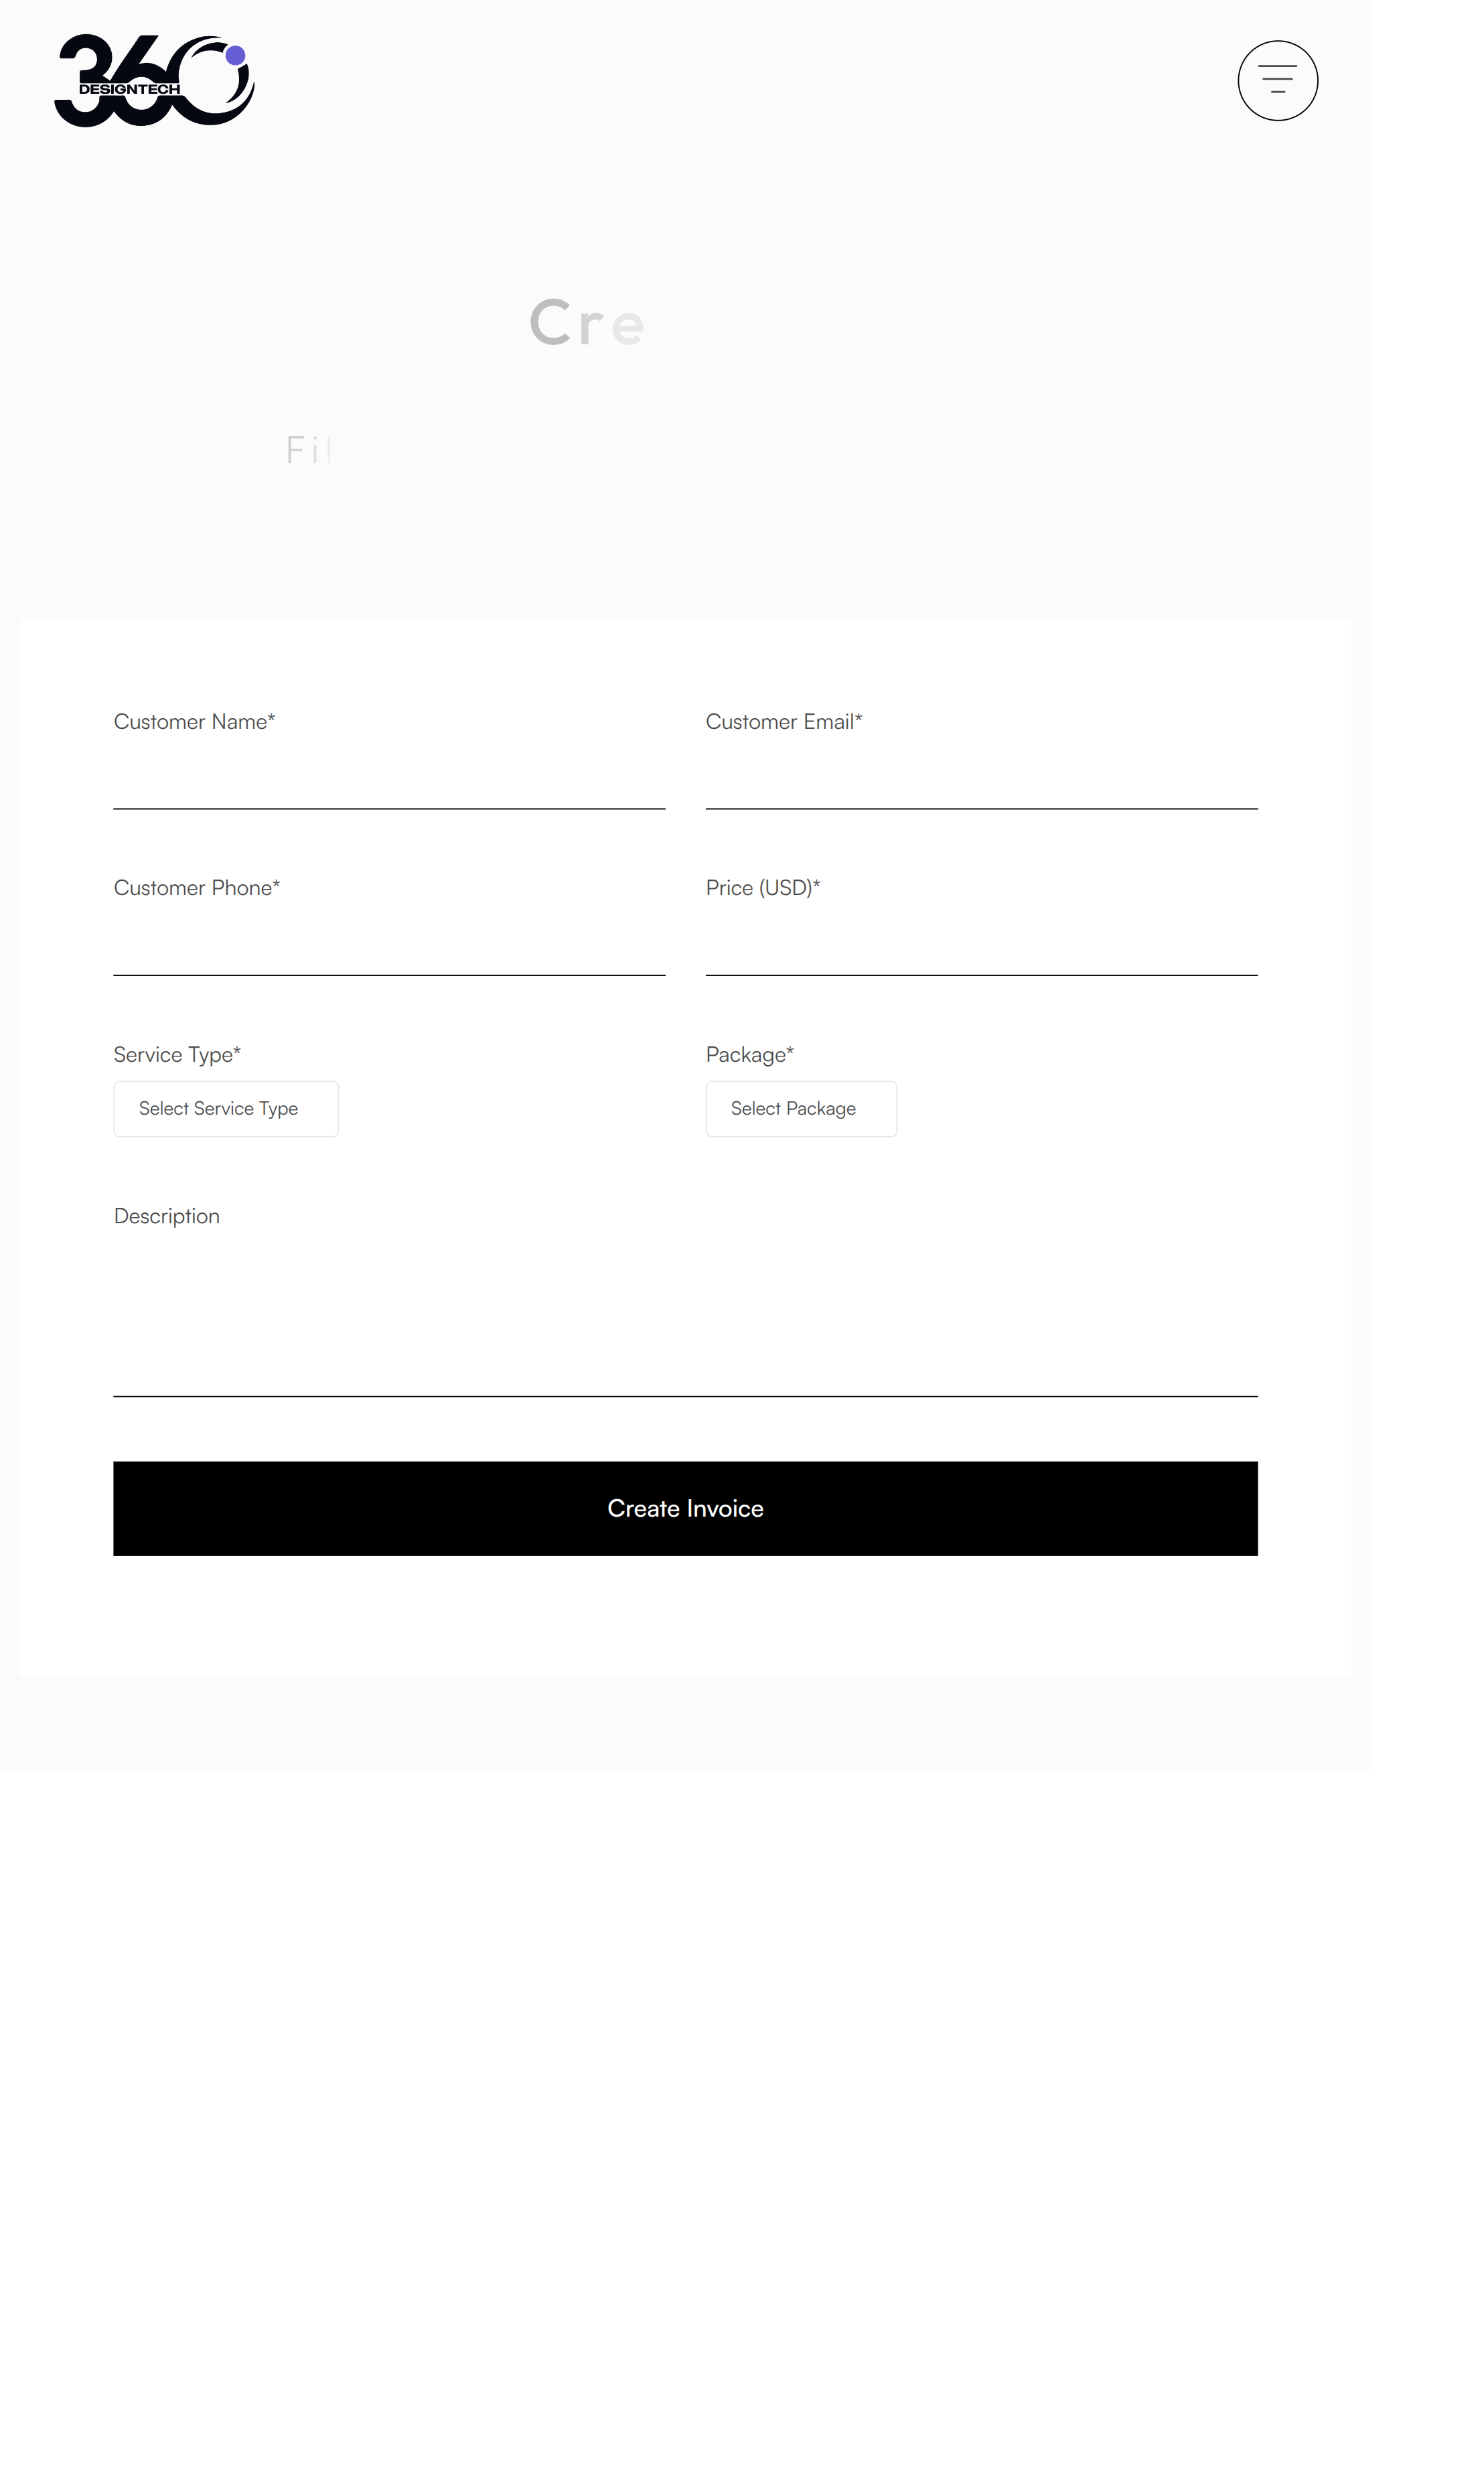 360
DESIGNTECH
Cre
Fil
Customer Name*
Customer Email*
Customer Phone*
Price (USD)*
Service Type*
Package*
Select Service Type
Select Package
Description
Create Invoice